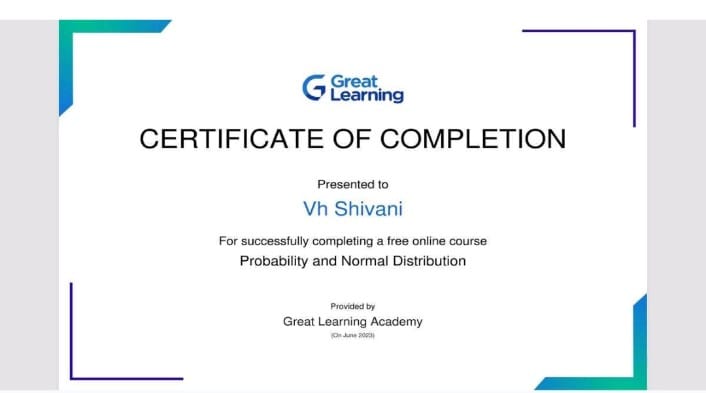 Great
Learning
CERTIFICATE OF COMPLETION
Presented to
Vh Shivani
For successfully completing a free online course
Probability and Normal Distribution
Provided by
Great Learning Academy
(On June 2023)